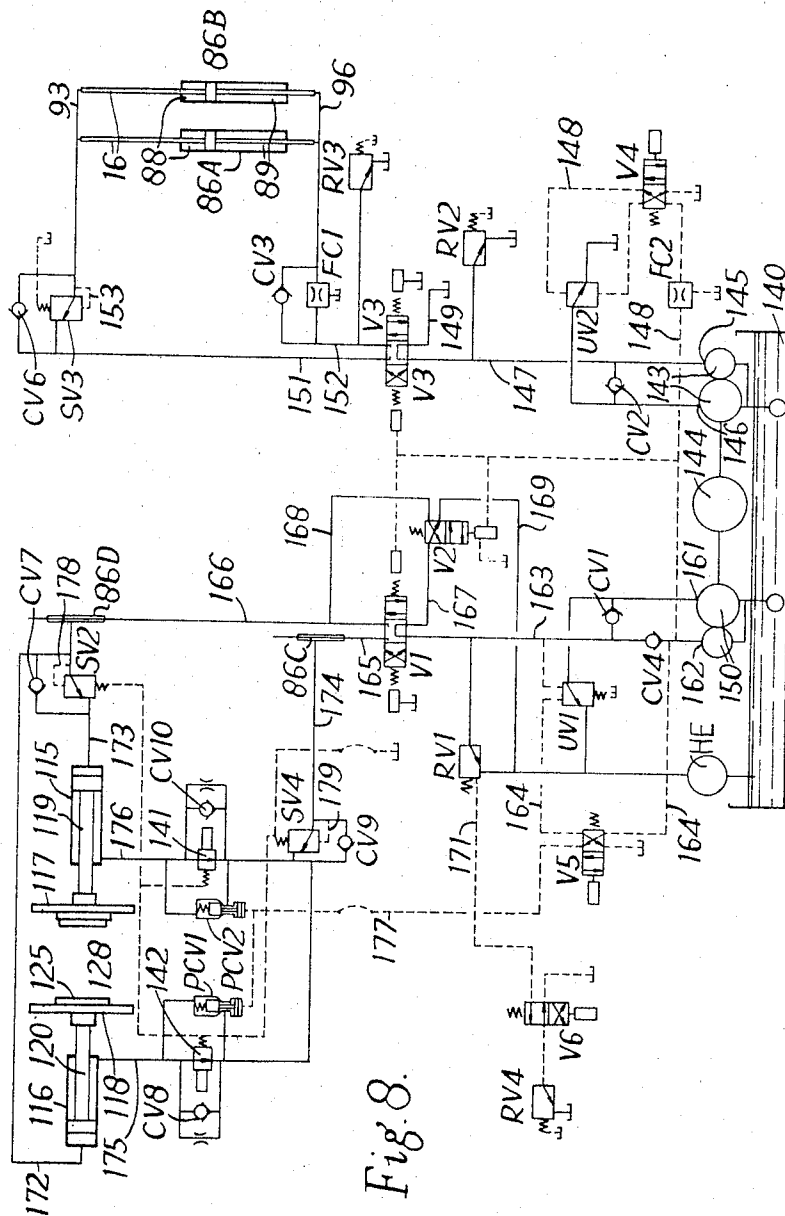 93
86B
16
88
86A
89
96
CV6
SV3
153
CV3
FC1
RV3
151
152
V3
V3
149
RV2
147
148
V4
UV2
FC2
148
CV2
143
145
146
144
140
CV7
178
SV2
86D
166
168
169
V2
167
165
86C
V1
163
161
CV1
162
150
CV4
UV1
164
164
HE
RV1
171
V5
177
174
SV4
179
CV9
173
115
119
117
176
CV10
141
PCV1
PCV2
125
128
118
120
116
172
175
142
CV8
V6
RV4
Fig. 8.